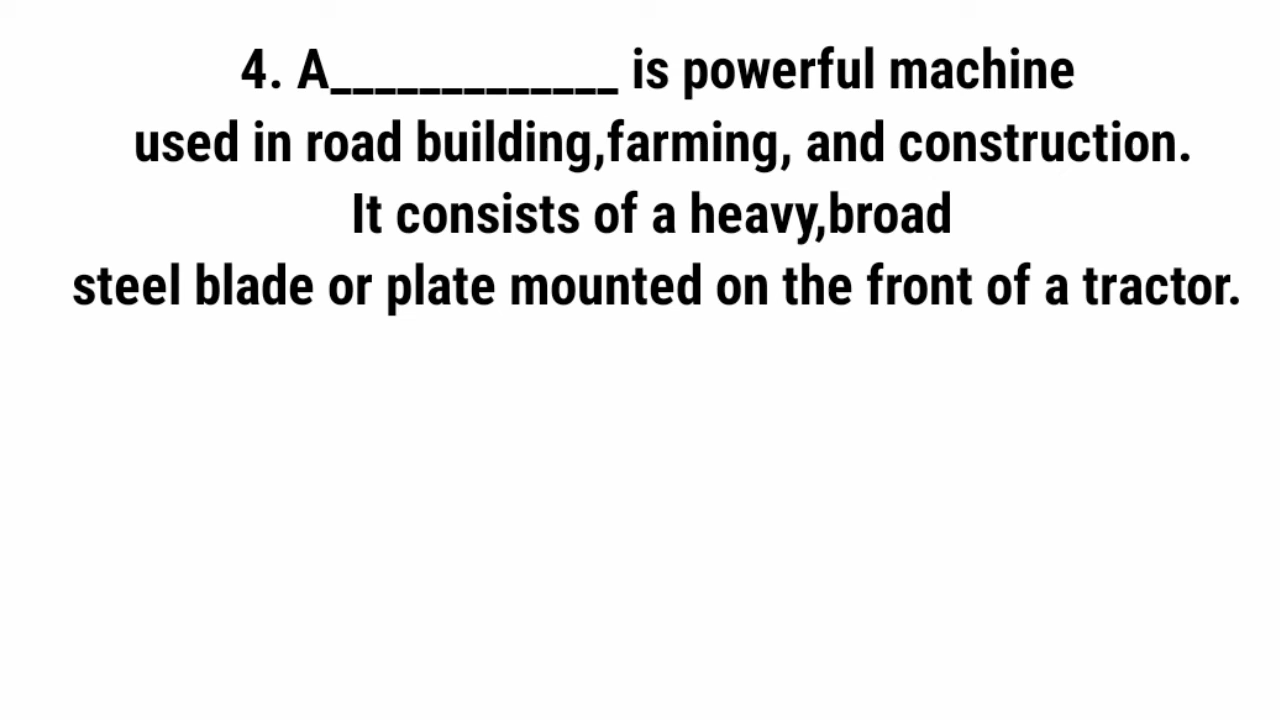 4. A_____________ is powerful machine
used in road building,farming, and construction.
It consists of a heavy,broad
steel blade or plate mounted on the front of a tractor.